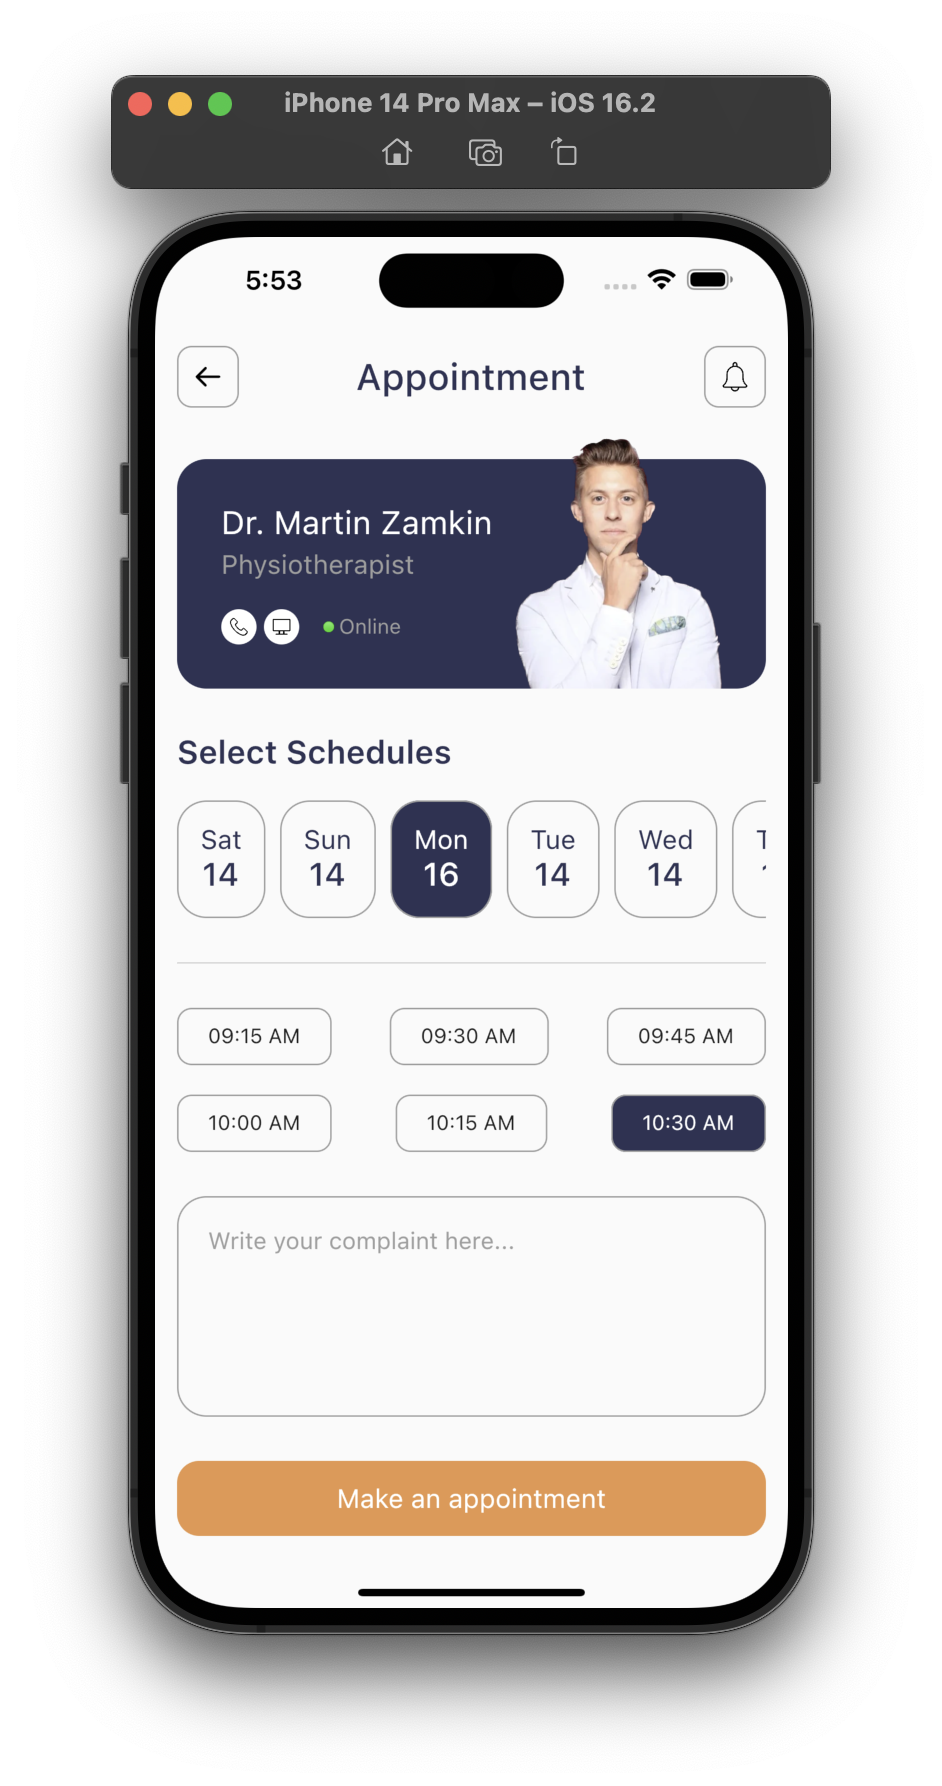 iPhone 14 Pro Max – iOS 16.2
5:53
Appointment
Dr. Martin Zamkin
Physiotherapist
Online
Select Schedules
Sat Sun Mon Tue Wed
14 14 16 14 14
09:15 AM 09:30 AM 09:45 AM
10:00 AM 10:15 AM 10:30 AM
Write your complaint here...
Make an appointment